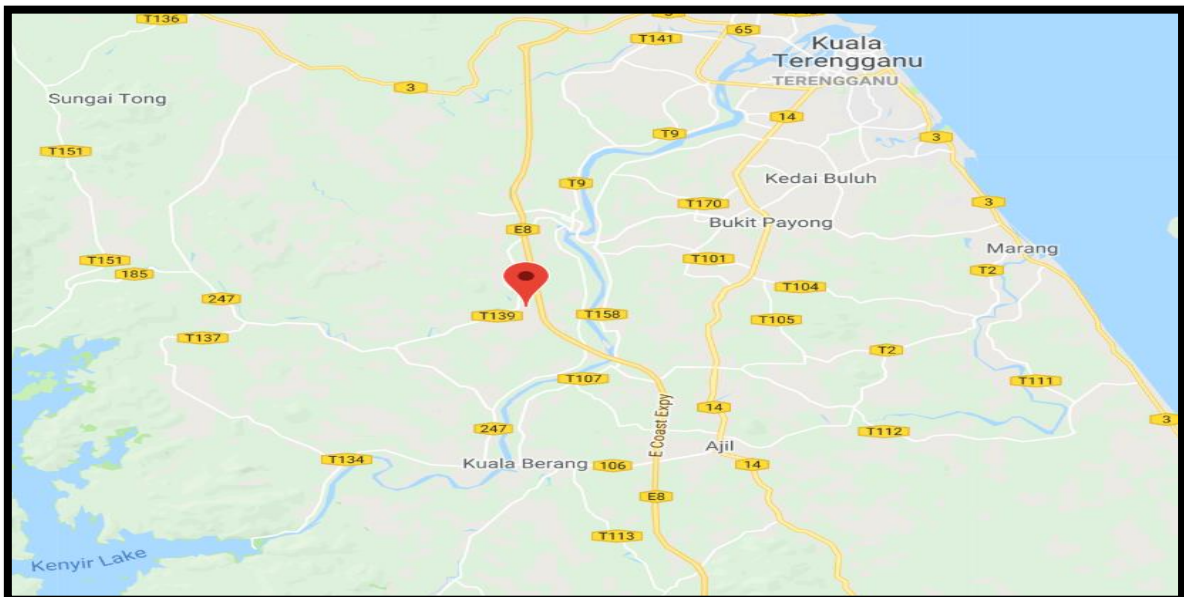 T136
3
T141
65
Kuala
Terengganu
TERENGGANU
3
Sungai Tong
14
T9
3
T151
T9
Kedai Buluh
T170
3
Bukit Payong
E8
Marang
T151
T101
185
T2
T104
247
T139
T158
T105
T137
T2
T107
T111
E Coast Expy
14
3
247
T112
Ajil
T134
Kuala Berang
106
14
E8
T113
Kenyir Lake